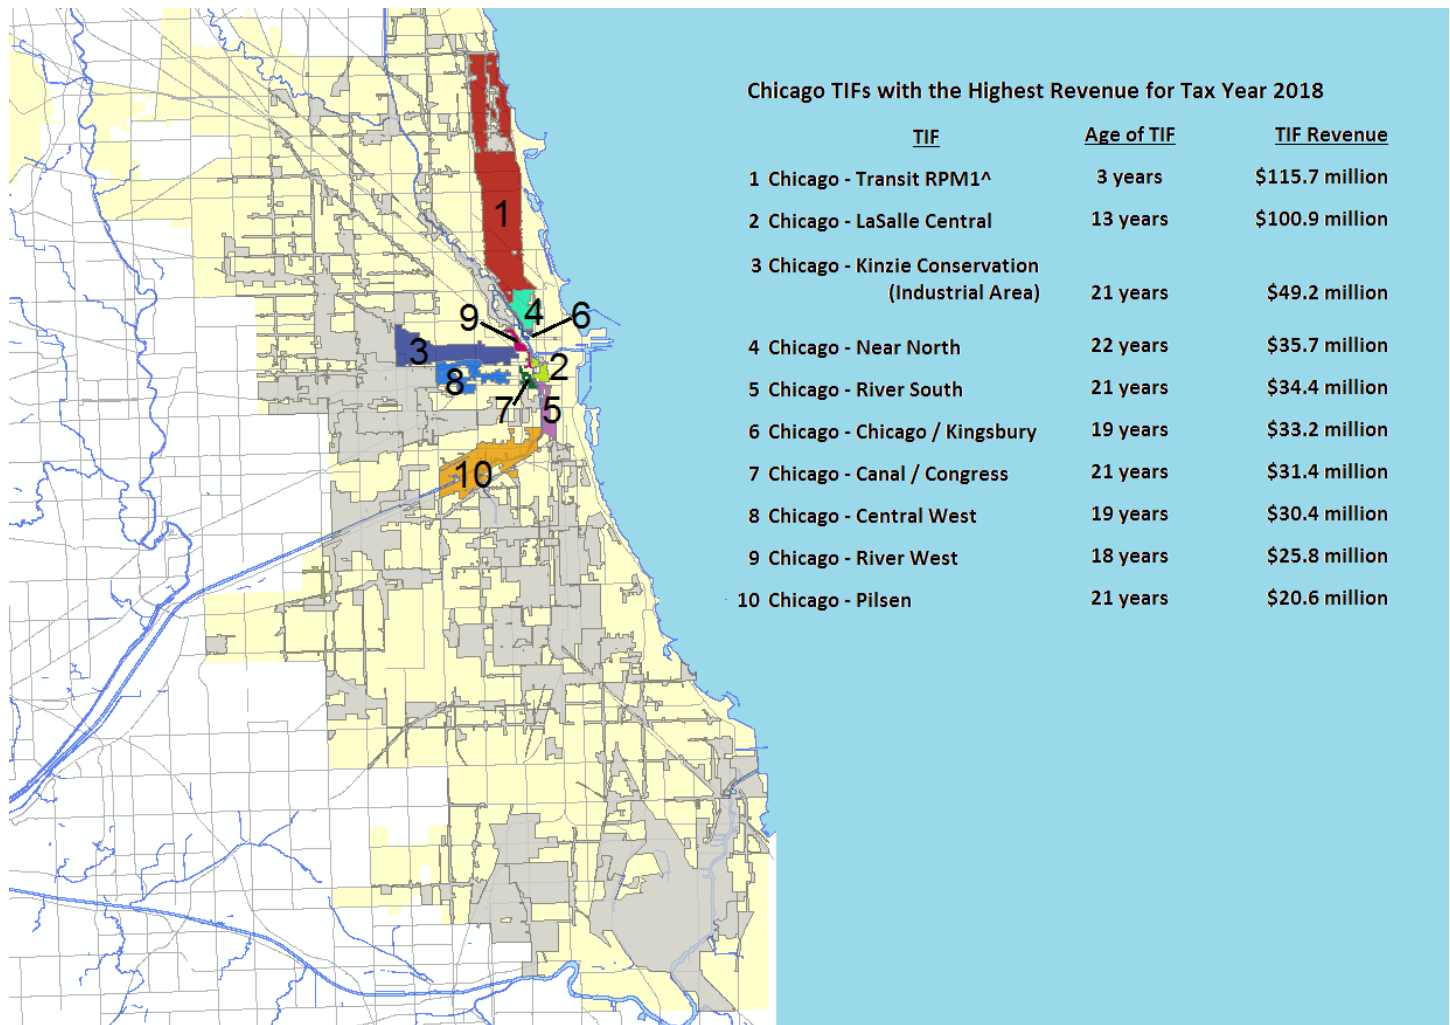 Chicago TIFs with the Highest Revenue for Tax Year 2018
TIF Age of TIF TIF Revenue
1 Chicago - Transit RPM1^ 3 years $115.7 million
2 Chicago - LaSalle Central 13 years $100.9 million
3 Chicago - Kinzie Conservation
(Industrial Area) 21 years $49.2 million
4 Chicago - Near North 22 years $35.7 million
5 Chicago - River South 21 years $34.4 million
6 Chicago - Chicago / Kingsbury 19 years $33.2 million
7 Chicago - Canal / Congress 21 years $31.4 million
8 Chicago - Central West 19 years $30.4 million
9 Chicago - River West 18 years $25.8 million
10 Chicago - Pilsen 21 years $20.6 million
1
4
9
6
3
2
8
7
5
10